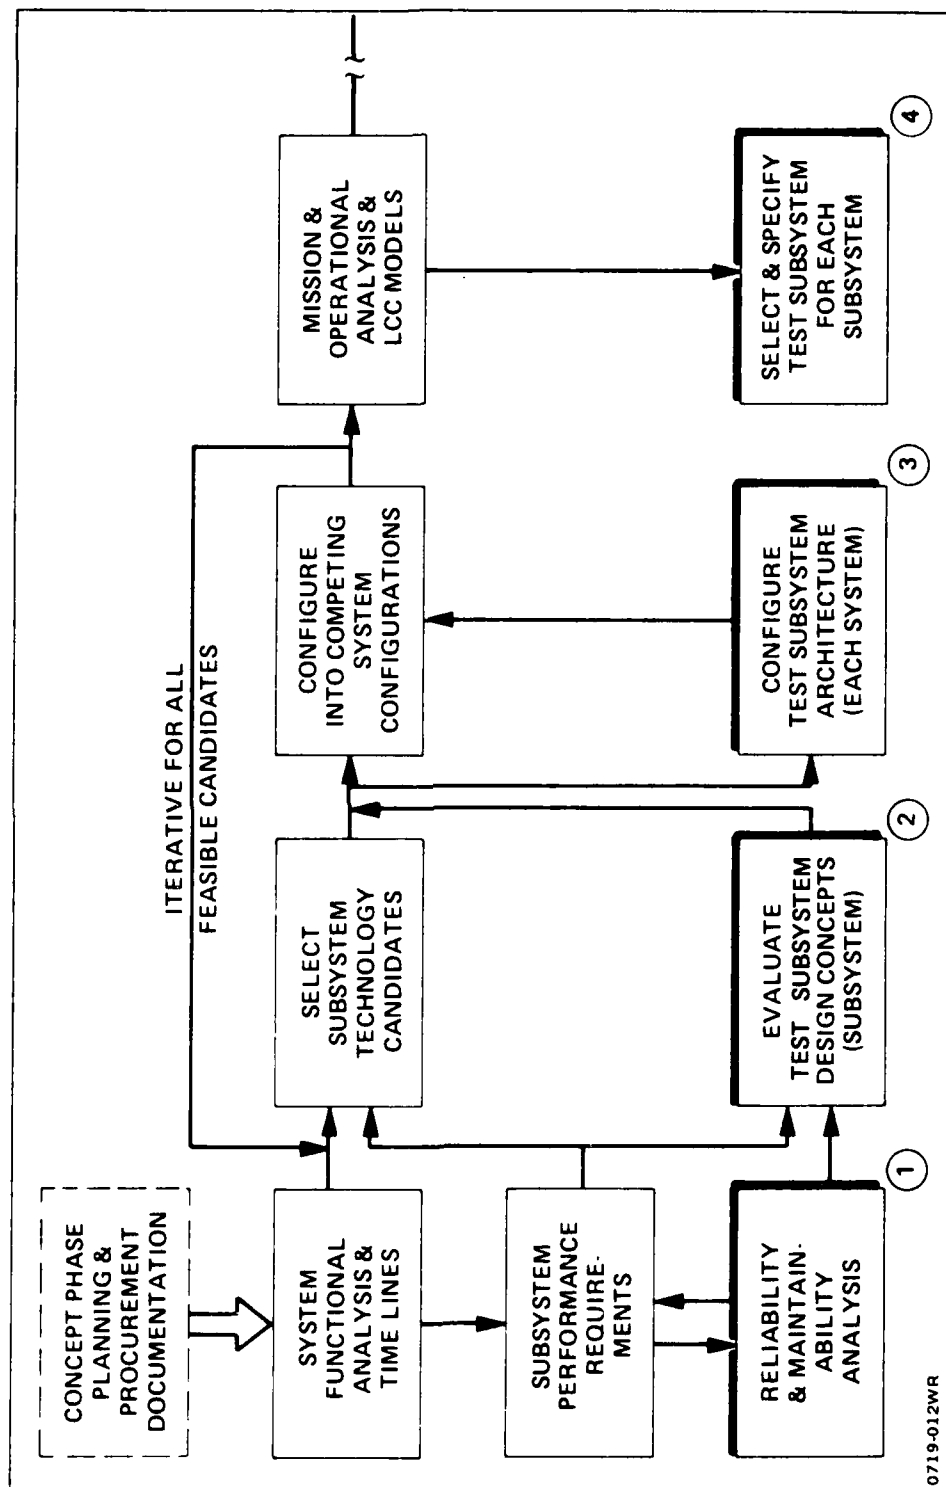 CONCEPT PHASE
PLANNING &
PROCUREMENT
DOCUMENTATION
ITERATIVE FOR ALL
FEASIBLE CANDIDATES
SYSTEM
FUNCTIONAL
ANALYSIS &
TIME LINES
SELECT
SUBSYSTEM
TECHNOLOGY
CANDIDATES
CONFIGURE
INTO COMPETING
SYSTEM
CONFIGURATIONS
MISSION &
OPERATIONAL
ANALYSIS &
LCC MODELS
SUBSYSTEM
PERFORMANCE
REQUIRE-
MENTS
RELIABILITY
& MAINTAIN-
ABILITY
ANALYSIS
1
EVALUATE
TEST SUBSYSTEM
DESIGN CONCEPTS
(SUBSYSTEM)
2
CONFIGURE
TEST SUBSYSTEM
ARCHITECTURE
(EACH SYSTEM)
3
SELECT & SPECIFY
TEST SUBSYSTEM
FOR EACH
SUBSYSTEM
4
0719-012WR